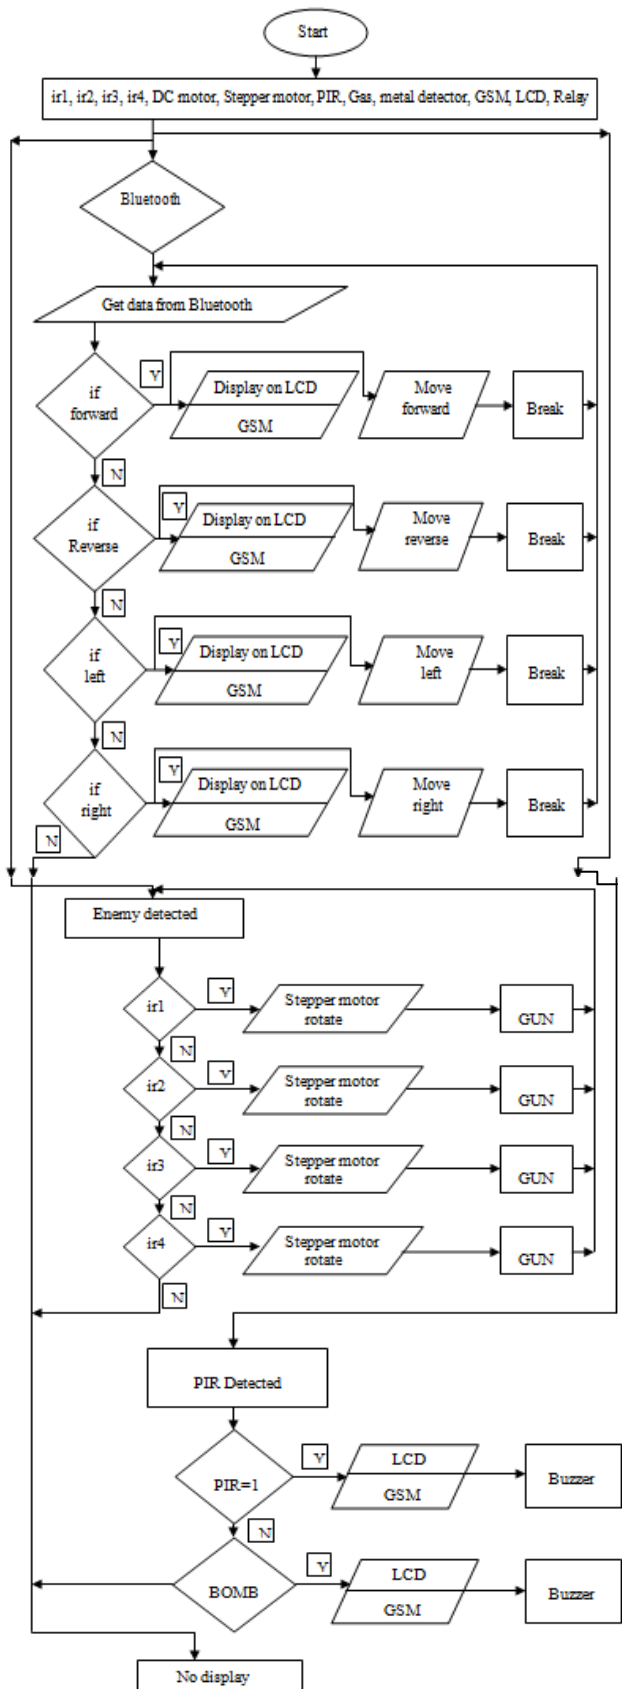 Start
ir1, ir2, ir3, ir4, DC motor, Stepper motor, PIR, Gas, metal detector, GSM, LCD, Relay
Bluetooth
Get data from Bluetooth
if
forward
Y
Display on LCD
GSM
Move
forward
Break
N
if
Reverse
Y
Display on LCD
GSM
Move
reverse
Break
N
if
left
Y
Display on LCD
GSM
Move
left
Break
N
if
right
Y
Display on LCD
GSM
Move
right
Break
N
Enemy detected
ir1
Y
Stepper motor
rotate
GUN
N
ir2
Y
Stepper motor
rotate
GUN
N
ir3
Y
Stepper motor
rotate
GUN
N
ir4
Y
Stepper motor
rotate
GUN
N
PIR Detected
PIR=1
Y
LCD
GSM
Buzzer
N
BOMB
Y
LCD
GSM
Buzzer
No display